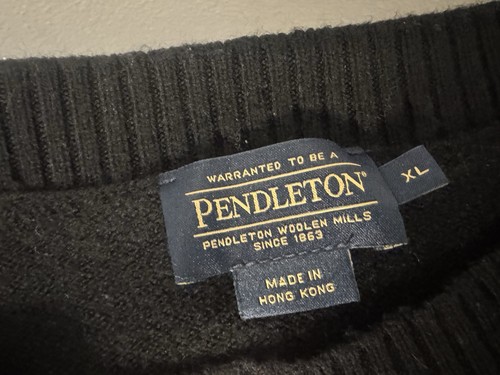 WARRANTED TO BE A
PENDLETON®
PENDLETON WOOLEN MILLS
SINCE 1863
XL
MADE IN
HONG KONG